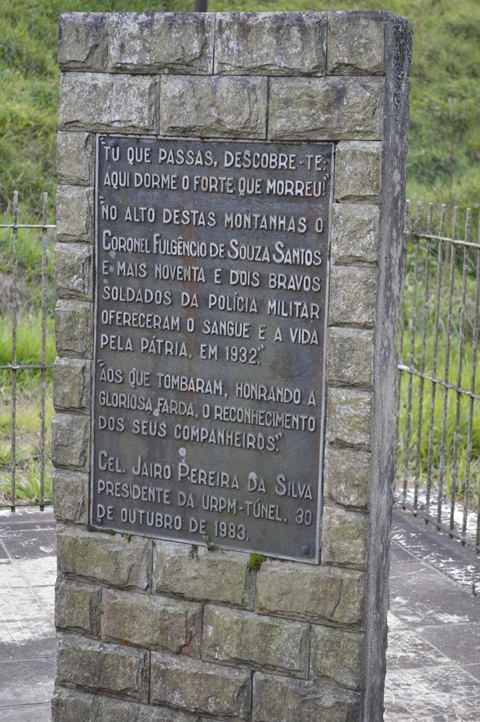 "TU QUE PASSAS, DESCOBRE-TE:
AQUI DORME O FORTE QUE MORREU!"
"NO ALTO DESTAS MONTANHAS O
CORONEL FULGÊNCIO DE SOUZA SANTOS
E MAIS NOVENTA E DOIS BRAVOS
SOLDADOS DA POLÍCIA MILITAR
OFERECERAM O SANGUE E A VIDA
PELA PÁTRIA, EM 1932."
"AOS QUE TOMBARAM, HONRANDO A
GLORIOSA FARDA, O RECONHECIMENTO
DOS SEUS COMPANHEIROS".
CEL. JAIRO PEREIRA DA SILVA
PRESIDENTE DA URPM-TÚNEL, 30
DE OUTUBRO DE 1983.